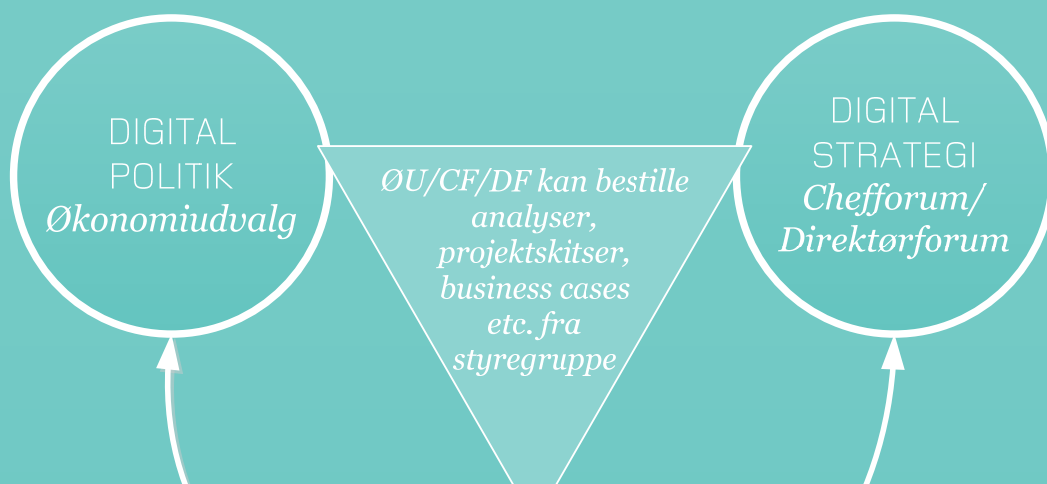 DIGITAL
POLITIK
Økonomiudvalg
ØU/CF/DF kan bestille
analyser,
projektskitser,
business cases
etc. fra
styregruppe
DIGITAL
STRATEGI
Chefforum/
Direktørforum